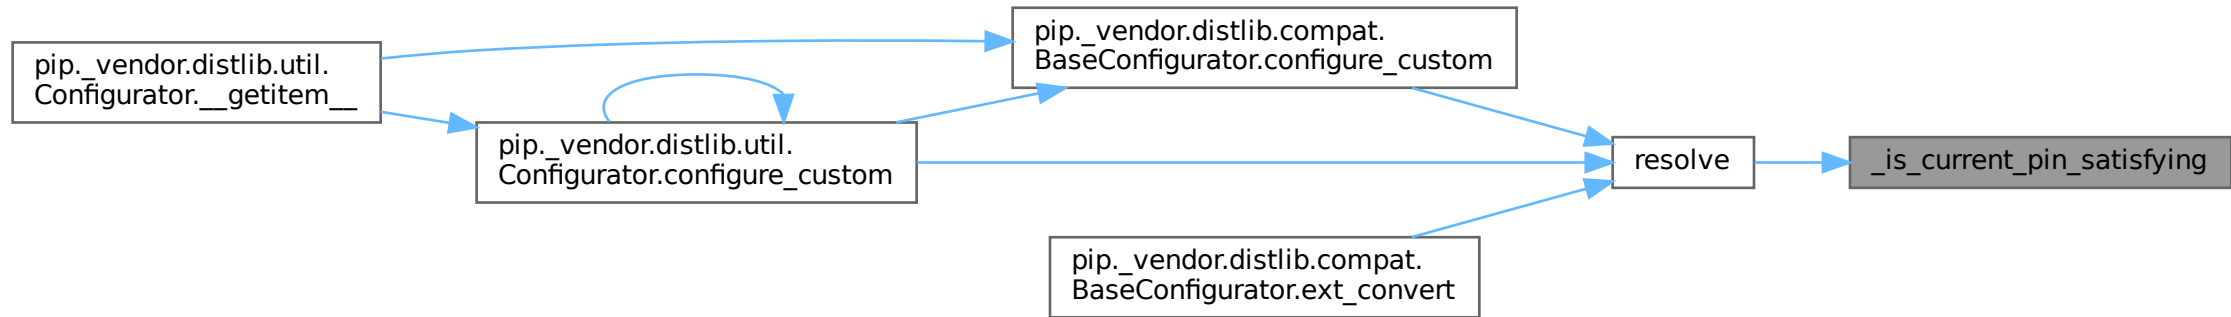 pip._vendor.distlib.util.
Configurator.__getitem__
pip._vendor.distlib.util.
Configurator.configure_custom
pip._vendor.distlib.compat.
BaseConfigurator.configure_custom
pip._vendor.distlib.compat.
BaseConfigurator.ext_convert
resolve
_is_current_pin_satisfying